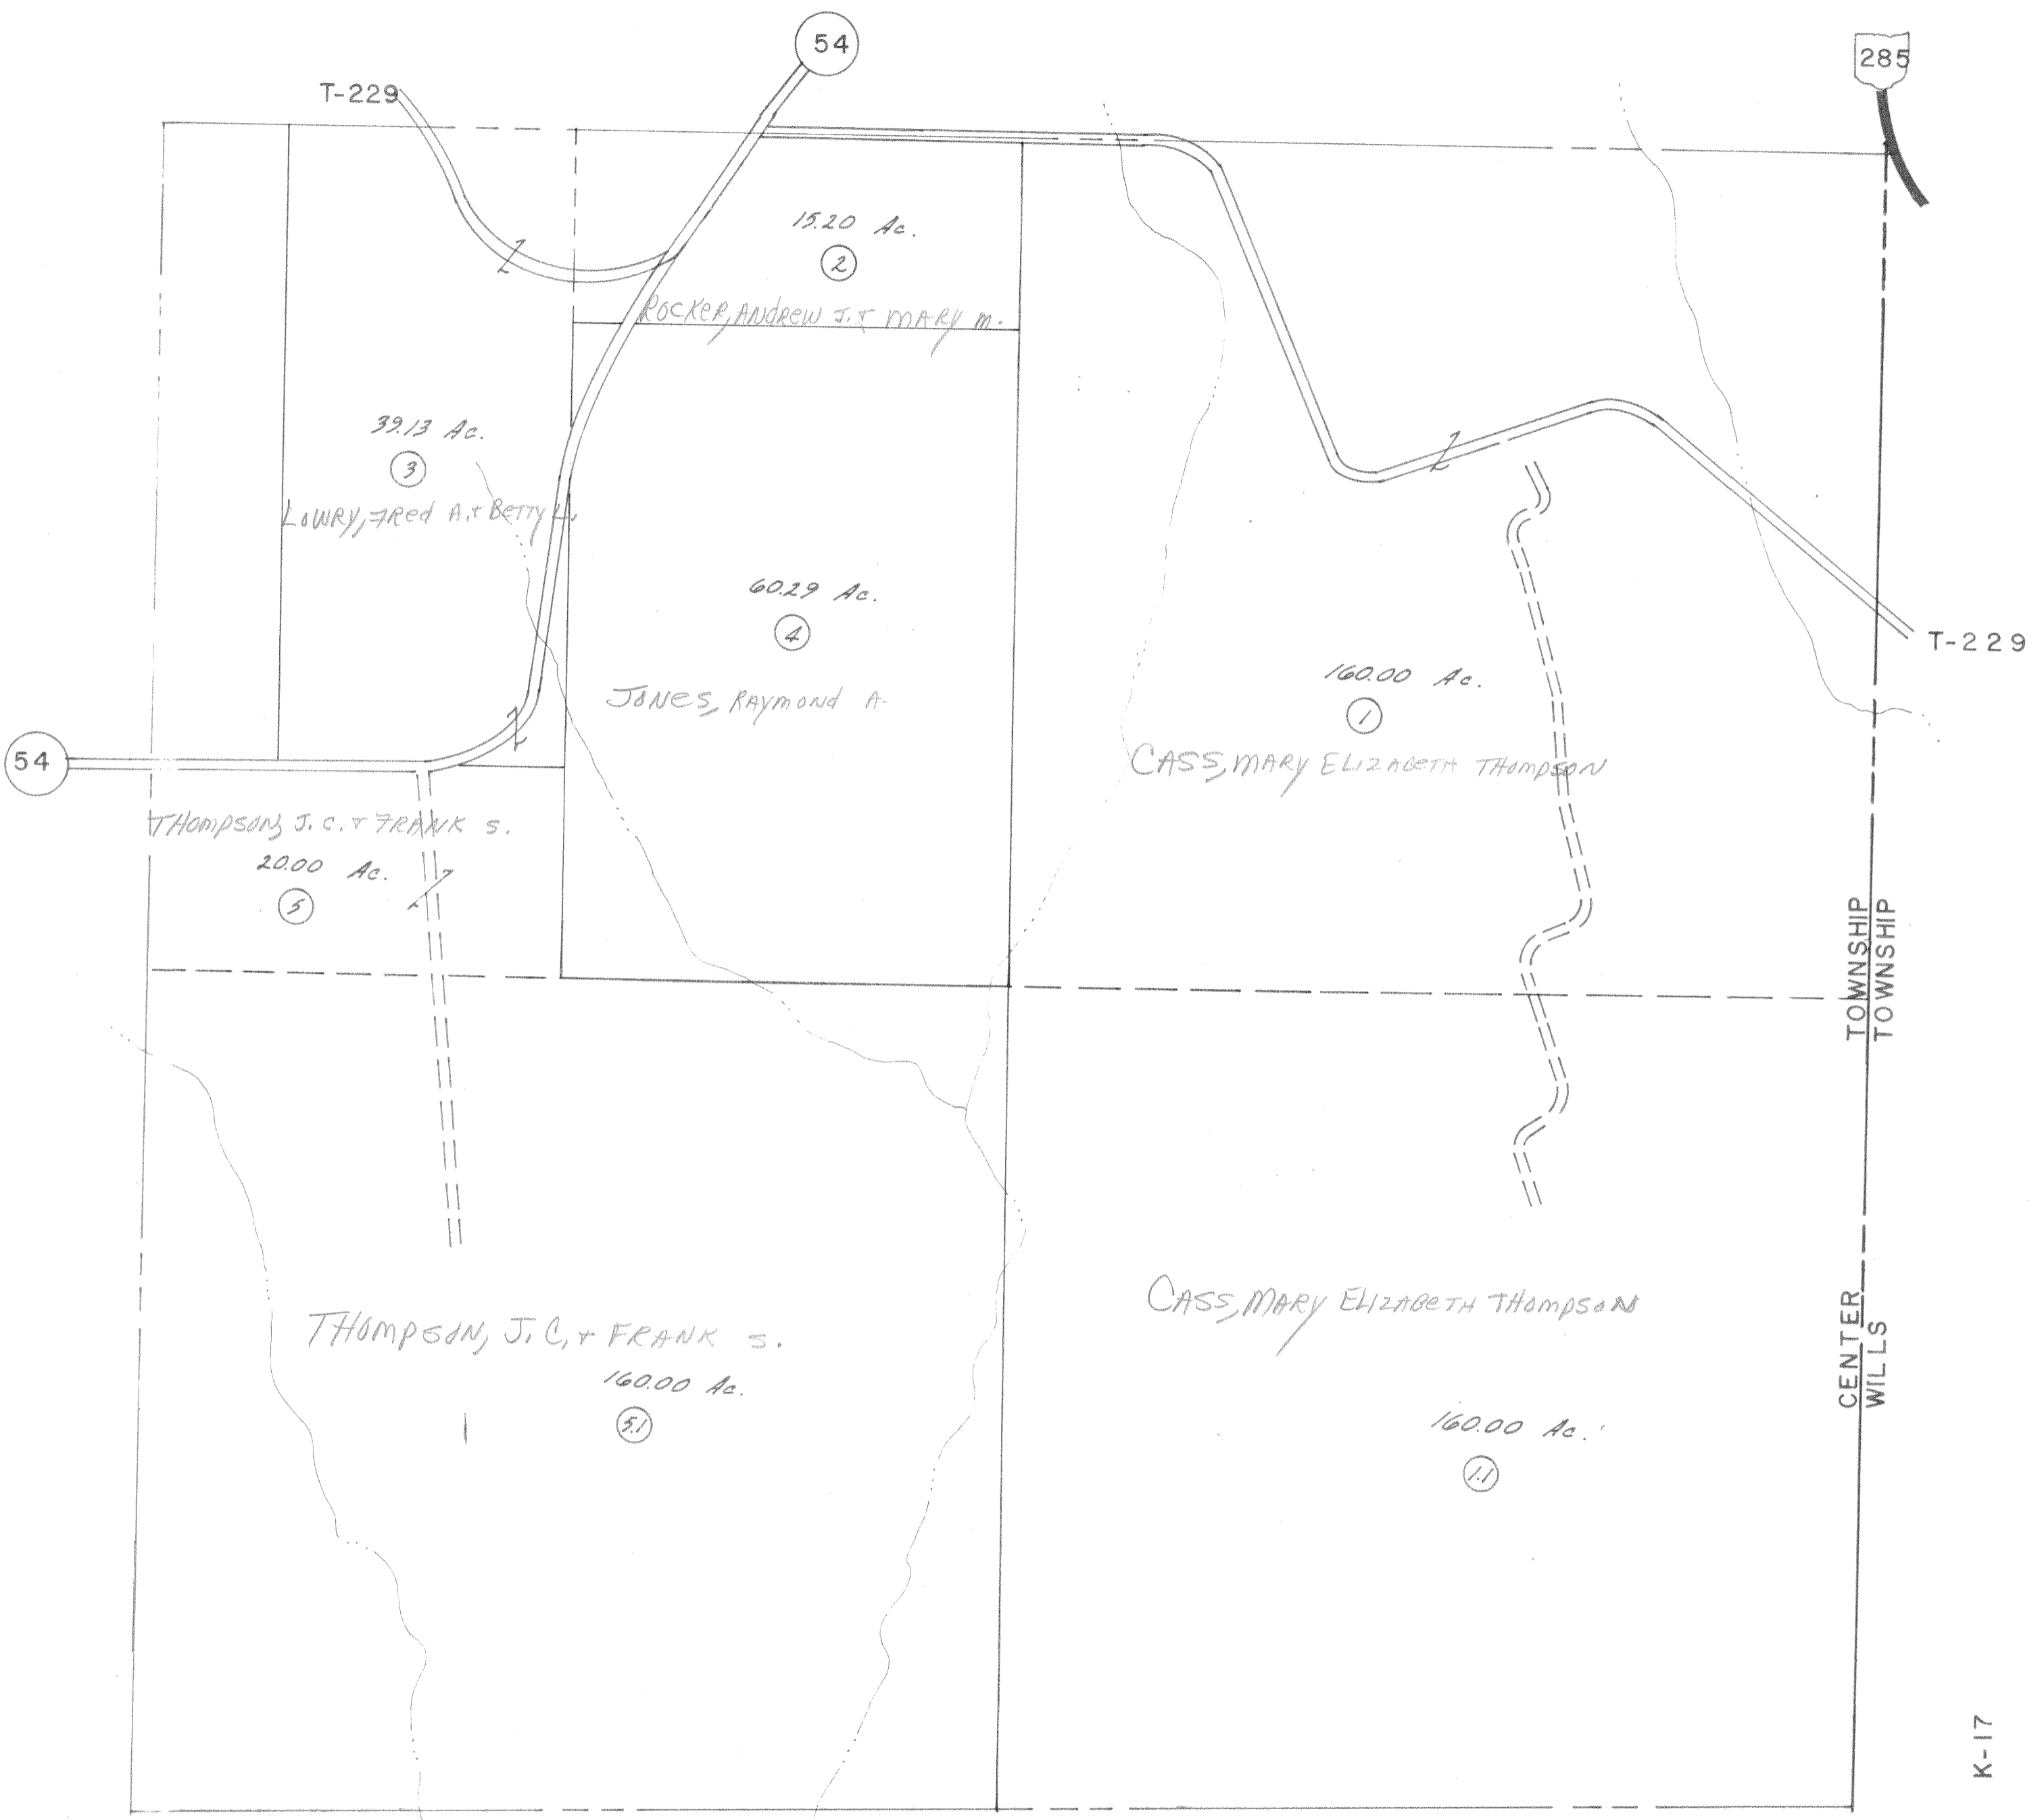 54
285
T-229
15.20 Ac.
2
ROCKER, ANDREW J. + MARY M.
39.13 Ac.
3
LOWRY, FRED A. + BETTY L.
60.29 Ac.
4
JONES, RAYMOND A.
T-229
160.00 Ac.
1
CASS, MARY ELIZABETH THOMPSON
54
THOMPSON, J. C. + FRANK S.
20.00 Ac.
5
TOWNSHIP
TOWNSHIP
CENTER
WILLS
CASS, MARY ELIZABETH THOMPSON
160.00 Ac.
1.1
THOMPSON, J. C. + FRANK S.
160.00 Ac.
5.1
K-17